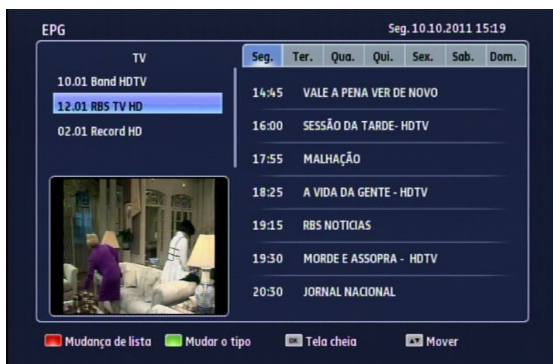 EPG
Seg. 10.10.2011 15:19
TV
10.01 Band HDTV
12.01 RBS TV HD
02.01 Record HD
Seg. Ter. Qua. Qui. Sex. Sab. Dom.
14:45 VALE A PENA VER DE NOVO
16:00 SESSÃO DA TARDE- HDTV
17:55 MALHAÇÃO
18:25 A VIDA DA GENTE - HDTV
19:15 RBS NOTICIAS
19:30 MORDE E ASSOPRA - HDTV
20:30 JORNAL NACIONAL
Mudança de lista Mudar o tipo OK Tela cheia ▲▼ Mover